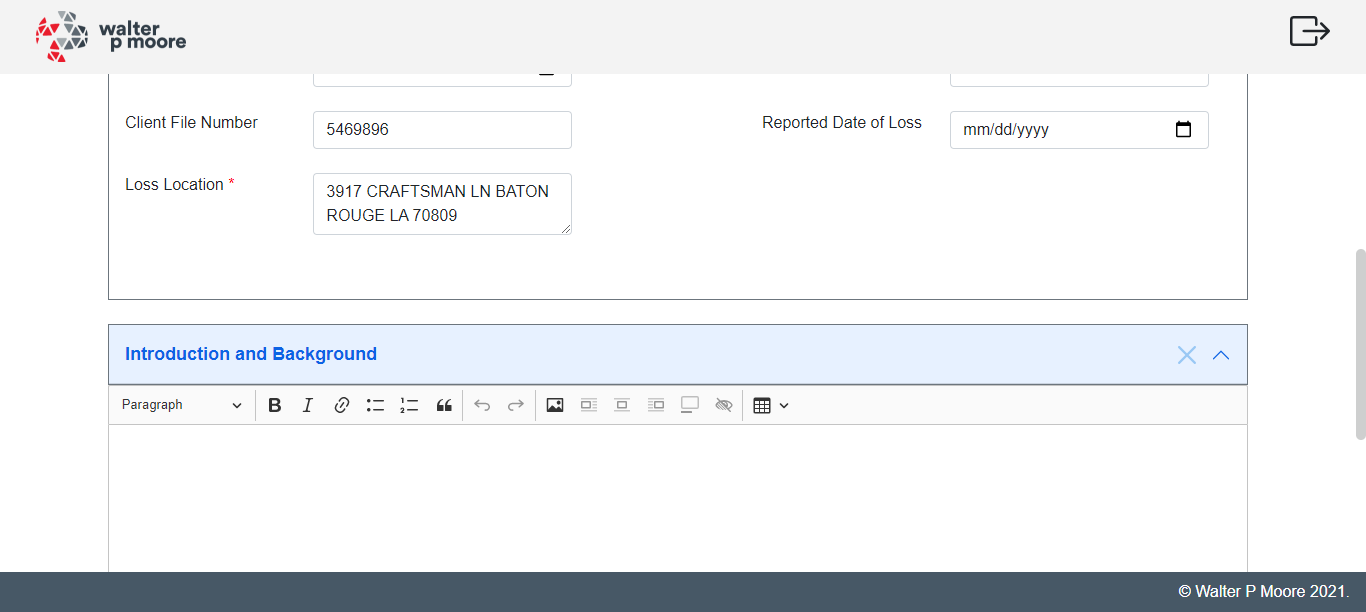 walter
p moore
Client File Number
5469896
Reported Date of Loss
mm/dd/yyyy
Loss Location *
3917 CRAFTSMAN LN BATON
ROUGE LA 70809
Introduction and Background
Paragraph
© Walter P Moore 2021.